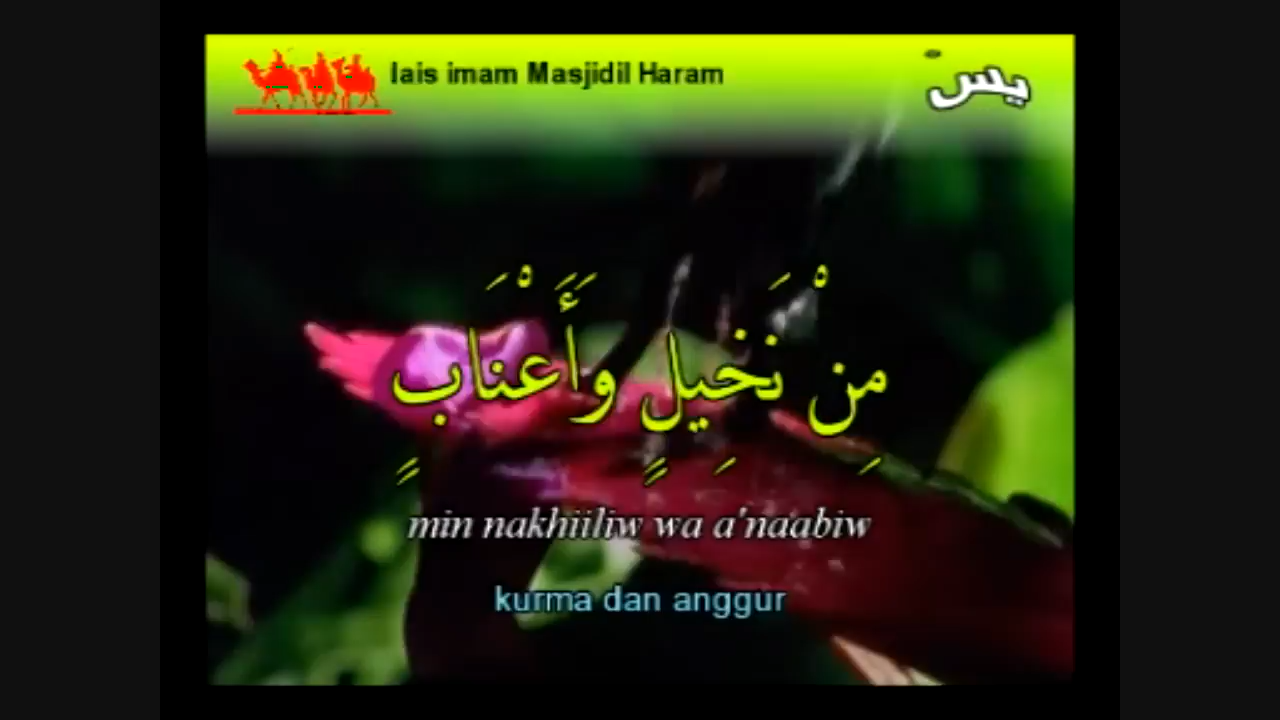 lais imam Masjidil Haram
يسٓ
مِنْ نَخِيلٍ وَأَعْنَابٍ
min nakhiiliw wa a'naabiw
kurma dan anggur